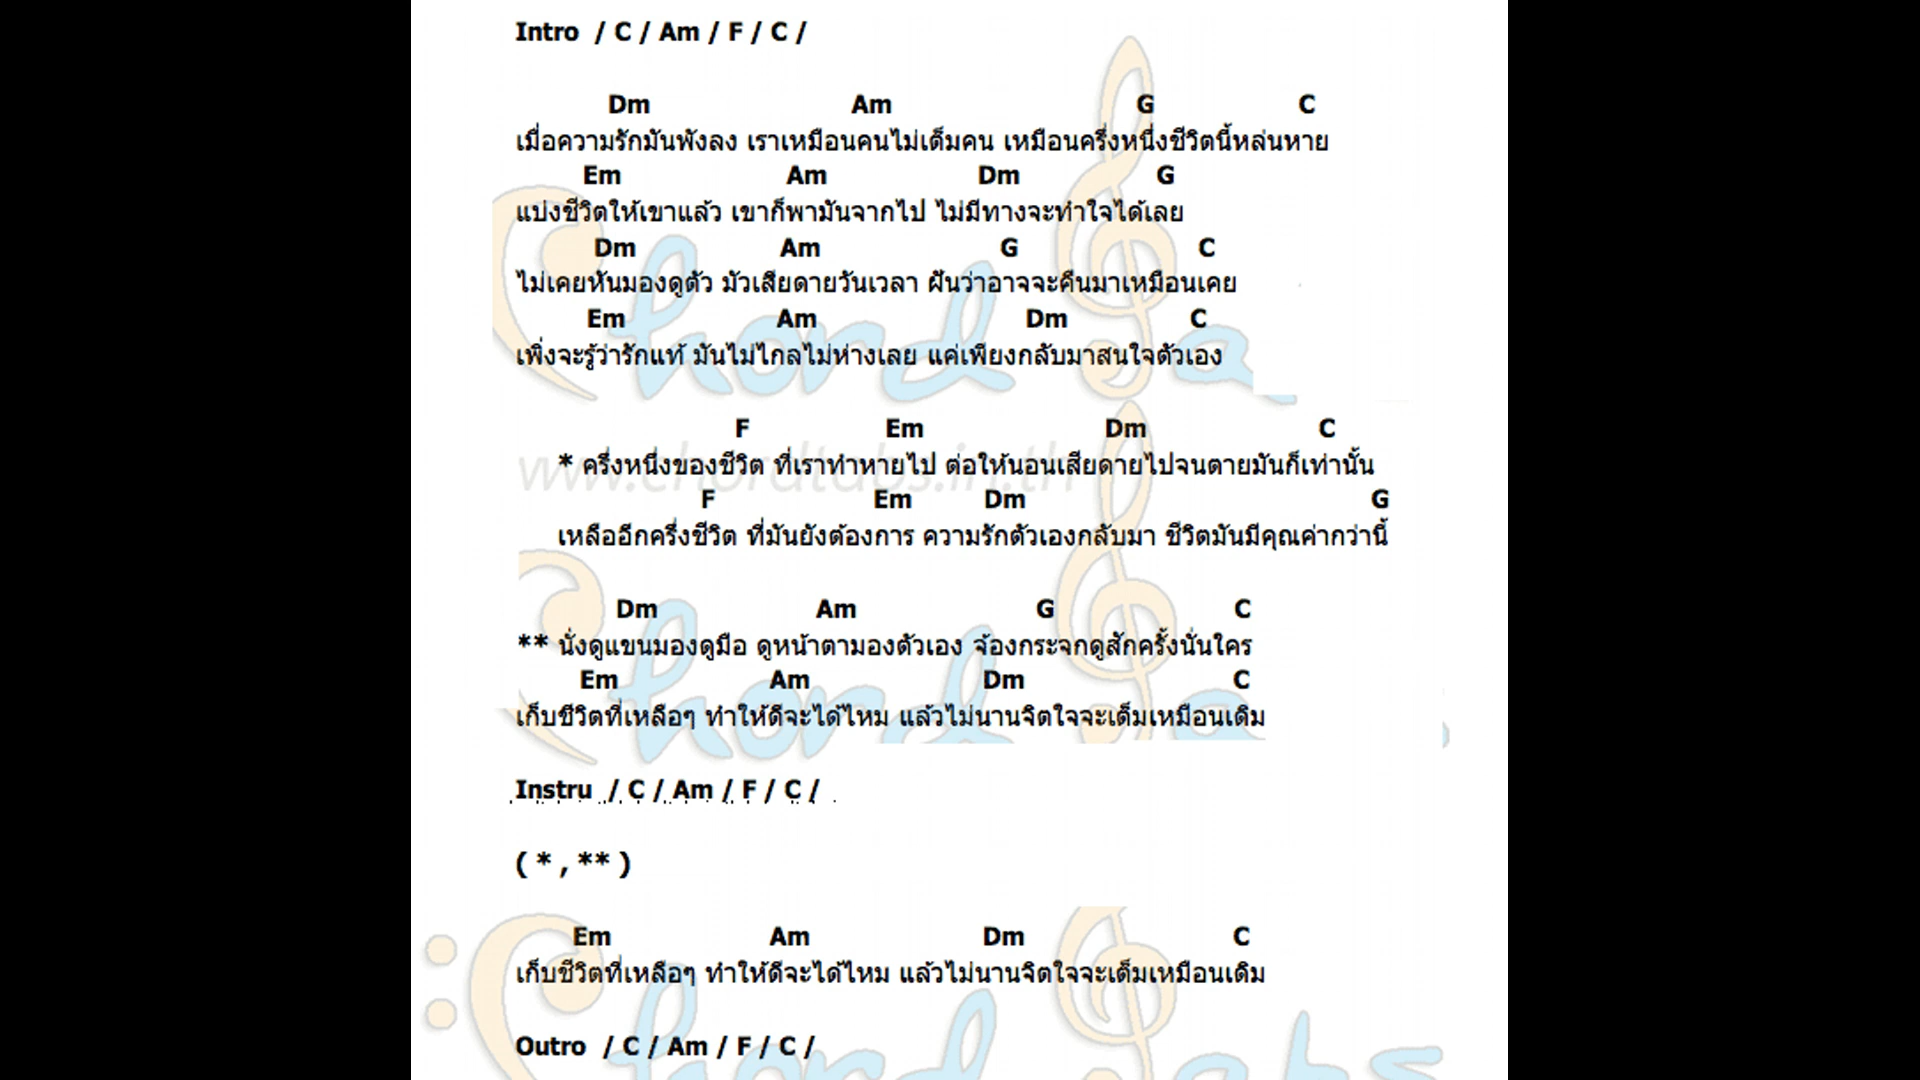 Intro / C / Am / F / C /
Dm Am G C
เมื่อความรักมันพังลง เราเหมือนคนไม่เต็มคน เหมือนครึ่งหนึ่งชีวิตนี้หล่นหาย
Em Am Dm G
แบ่งชีวิตให้เขาแล้ว เขาก็พามันจากไป ไม่มีทางจะทำใจได้เลย
Dm Am G C
ไม่เคยหันมองดูตัว มัวเสียดายวันเวลา ฝันว่าอาจจะคืนมาเหมือนเคย
Em Am Dm C
เพิ่งจะรู้ว่ารักแท้ มันไม่ไกลไม่ห่างเลย แค่เพียงกลับมาสนใจตัวเอง
F Em Dm C
* ครึ่งหนึ่งของชีวิต ที่เราทำหายไป ต่อให้นอนเสียดายไปจนตายมันก็เท่านั้น
www.chordtabs.in.th
F Em Dm G
เหลืออีกครึ่งชีวิต ที่มันยังต้องการ ความรักตัวเองกลับมา ชีวิตมันมีคุณค่ากว่านี้
Dm Am G C
** นั่งดูแขนมองดูมือ ดูหน้าตามองตัวเอง จ้องกระจกดูสักครั้งนั่นใคร
Em Am Dm C
เก็บชีวิตที่เหลือๆ ทำให้ดีจะได้ไหม แล้วไม่นานจิตใจจะเต็มเหมือนเดิม
Instru / C / Am / F / C /
( * , ** )
Em Am Dm C
เก็บชีวิตที่เหลือๆ ทำให้ดีจะได้ไหม แล้วไม่นานจิตใจจะเต็มเหมือนเดิม
Outro / C / Am / F / C /